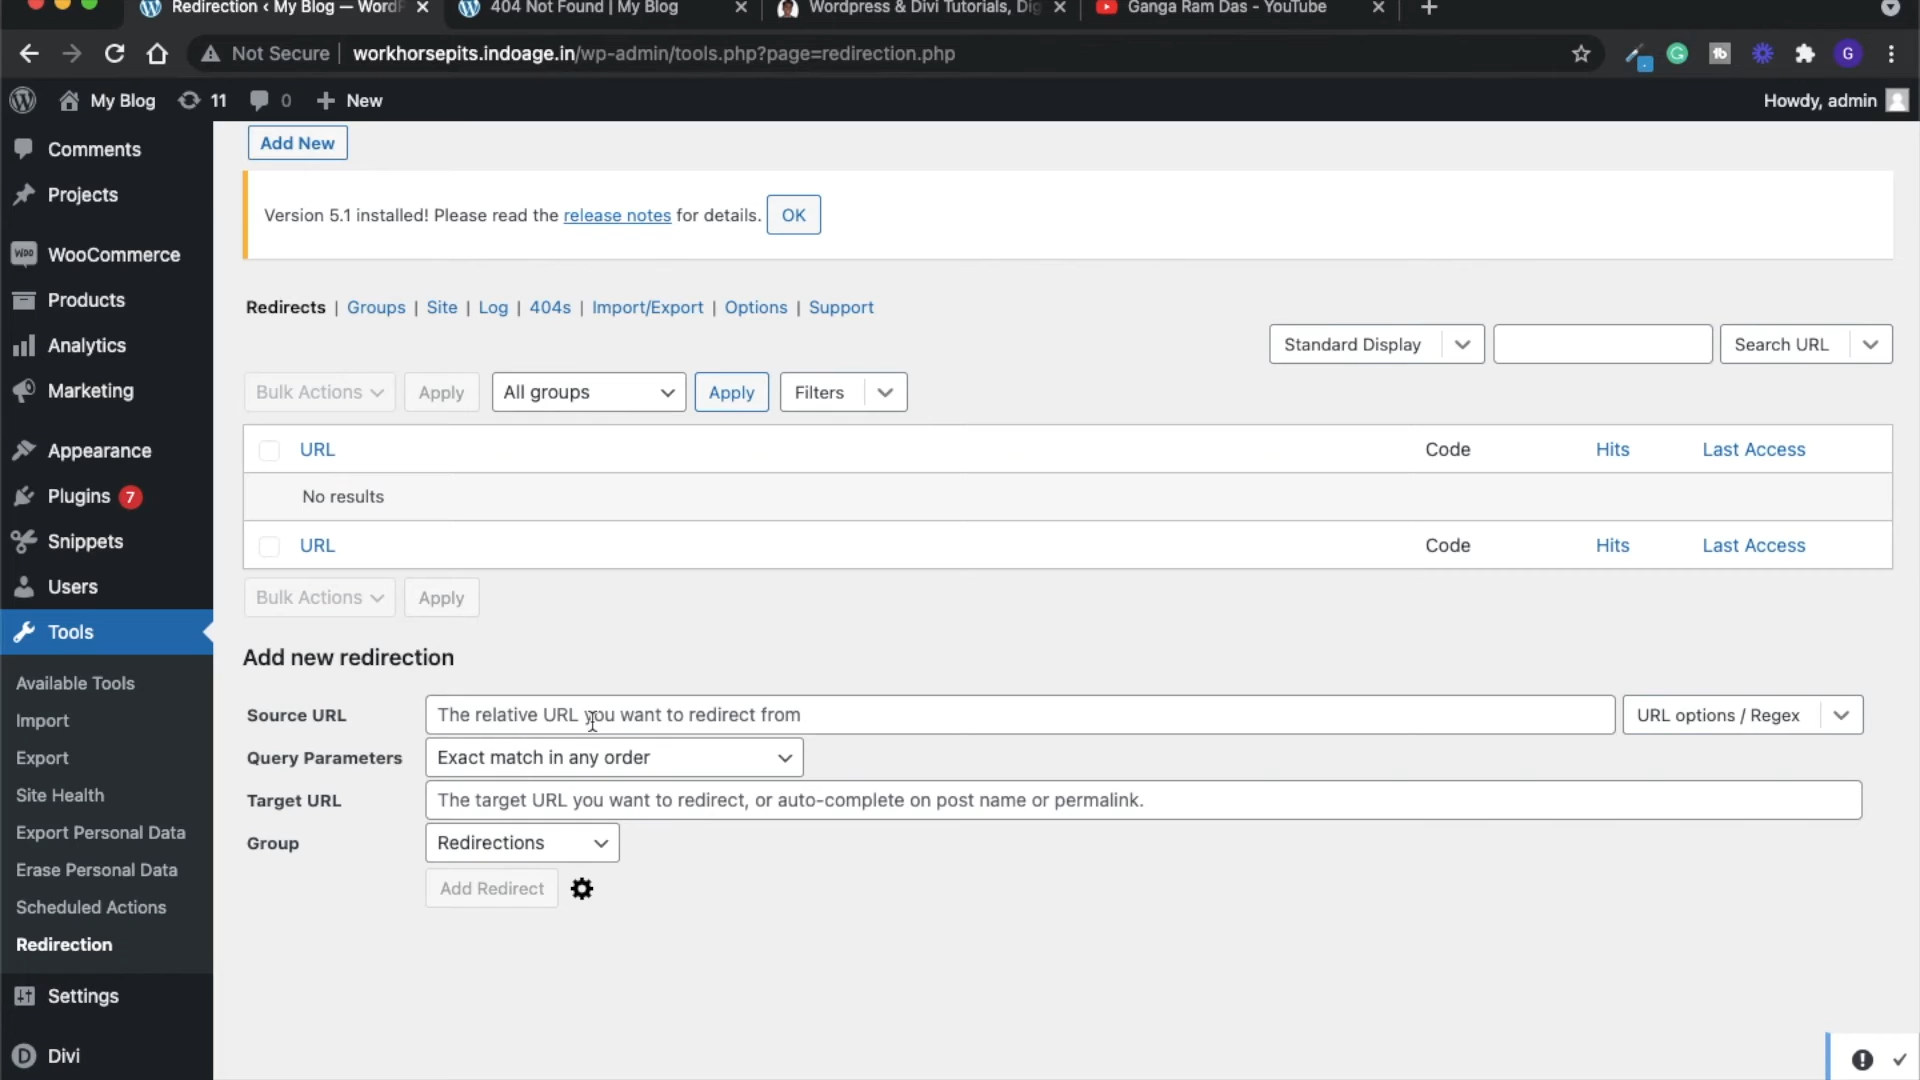 Redirection ‹ My Blog — WordP
404 Not Found | My Blog
Wordpress & Divi Tutorials, Dig
Ganga Ram Das - YouTube
Not Secure | workhorsepits.indoage.in/wp-admin/tools.php?page=redirection.php
G
My Blog 11 0 + New
Howdy, admin
Comments
Projects
WooCommerce
Products
Analytics
Marketing
Appearance
Plugins 7
Snippets
Users
Tools
Available Tools
Import
Export
Site Health
Export Personal Data
Erase Personal Data
Scheduled Actions
Redirection
Settings
Divi
Add New
Version 5.1 installed! Please read the release notes for details. OK
Redirects | Groups | Site | Log | 404s | Import/Export | Options | Support
Standard Display Search URL
Bulk Actions Apply All groups Apply Filters
URL Code Hits Last Access
No results
URL Code Hits Last Access
Bulk Actions Apply
Add new redirection
Source URL The relative URL you want to redirect from URL options / Regex
Query Parameters Exact match in any order
Target URL The target URL you want to redirect, or auto-complete on post name or permalink.
Group Redirections
Add Redirect